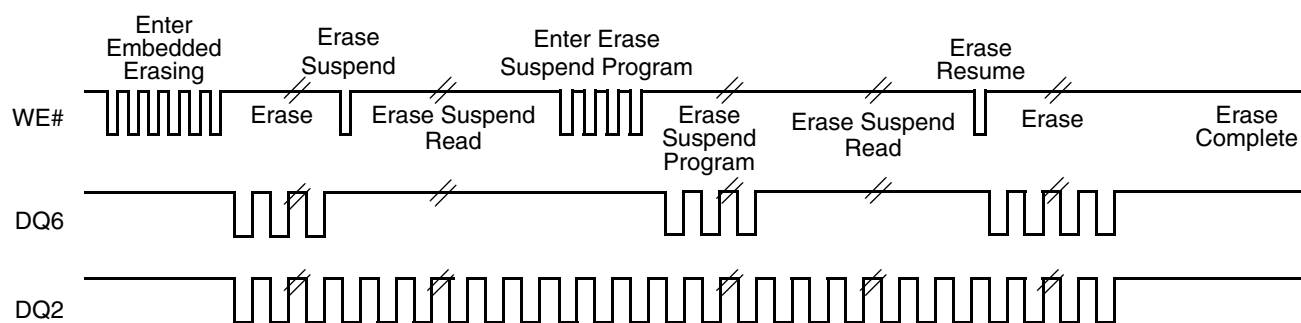 Enter
Embedded
Erasing
Erase
Suspend
Enter Erase
Suspend Program
Erase
Resume
WE#
Erase
Erase Suspend
Read
Erase
Suspend
Program
Erase Suspend
Read
Erase
Erase
Complete
DQ6
DQ2